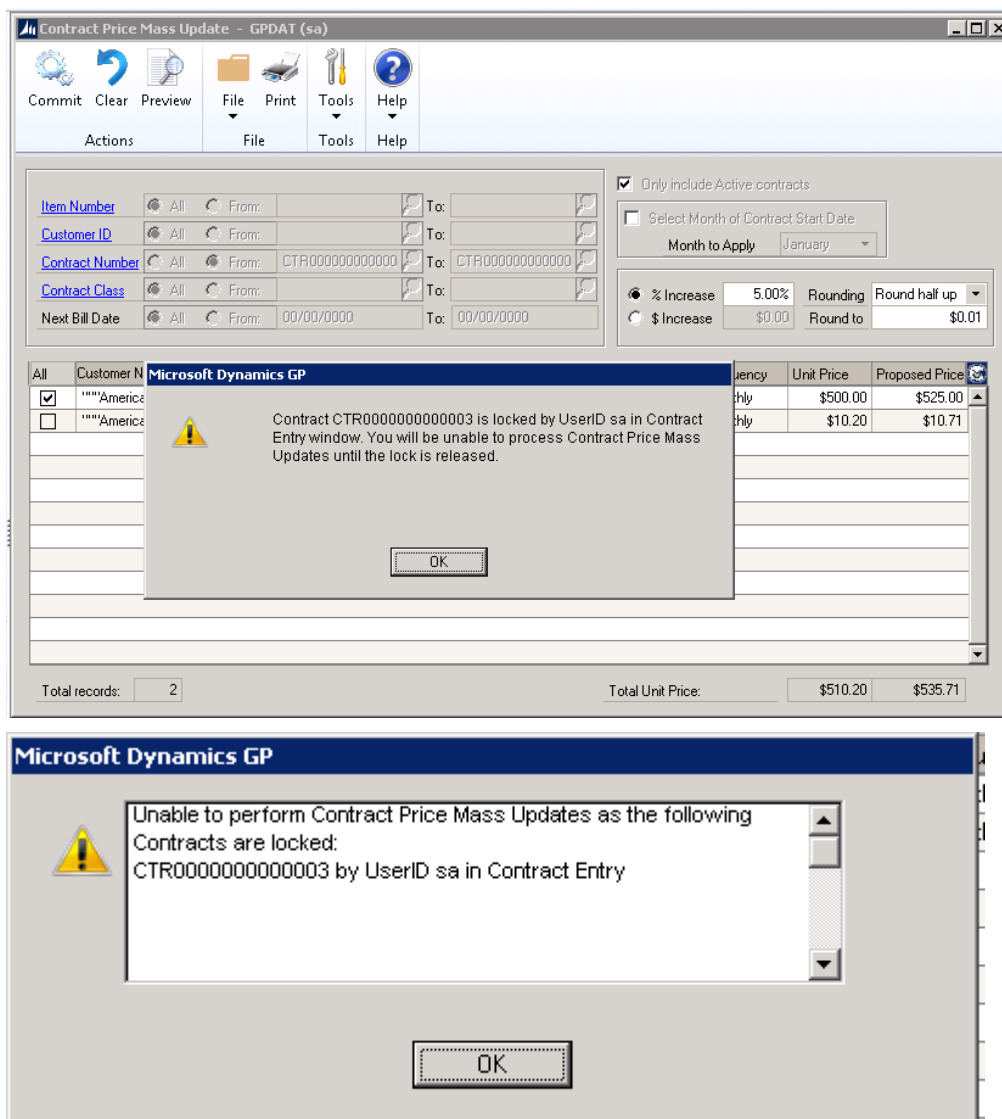 Contract Price Mass Update - GPDAT (sa)
Commit Clear Preview File Print Tools Help
Actions File Tools Help
Only include Active contracts
Item Number All From: To:
Select Month of Contract Start Date
Customer ID All From: To:
Month to Apply January
Contract Number All From: CTR000000000000 To: CTR000000000000
Contract Class All From: To:
% Increase 5.00% Rounding Round half up
Next Bill Date All From: 00/00/0000 To: 00/00/0000
$ Increase $0.00 Round to $0.01
All Customer N Microsoft Dynamics GP uency Unit Price Proposed Price
""""America thly $500.00 $525.00
""""America thly $10.20 $10.71
Contract CTR0000000000003 is locked by UserID sa in Contract
Entry window. You will be unable to process Contract Price Mass
Updates until the lock is released.
OK
Total records: 2 Total Unit Price: $510.20 $535.71
Microsoft Dynamics GP
Unable to perform Contract Price Mass Updates as the following
Contracts are locked:
CTR0000000000003 by UserID sa in Contract Entry
OK